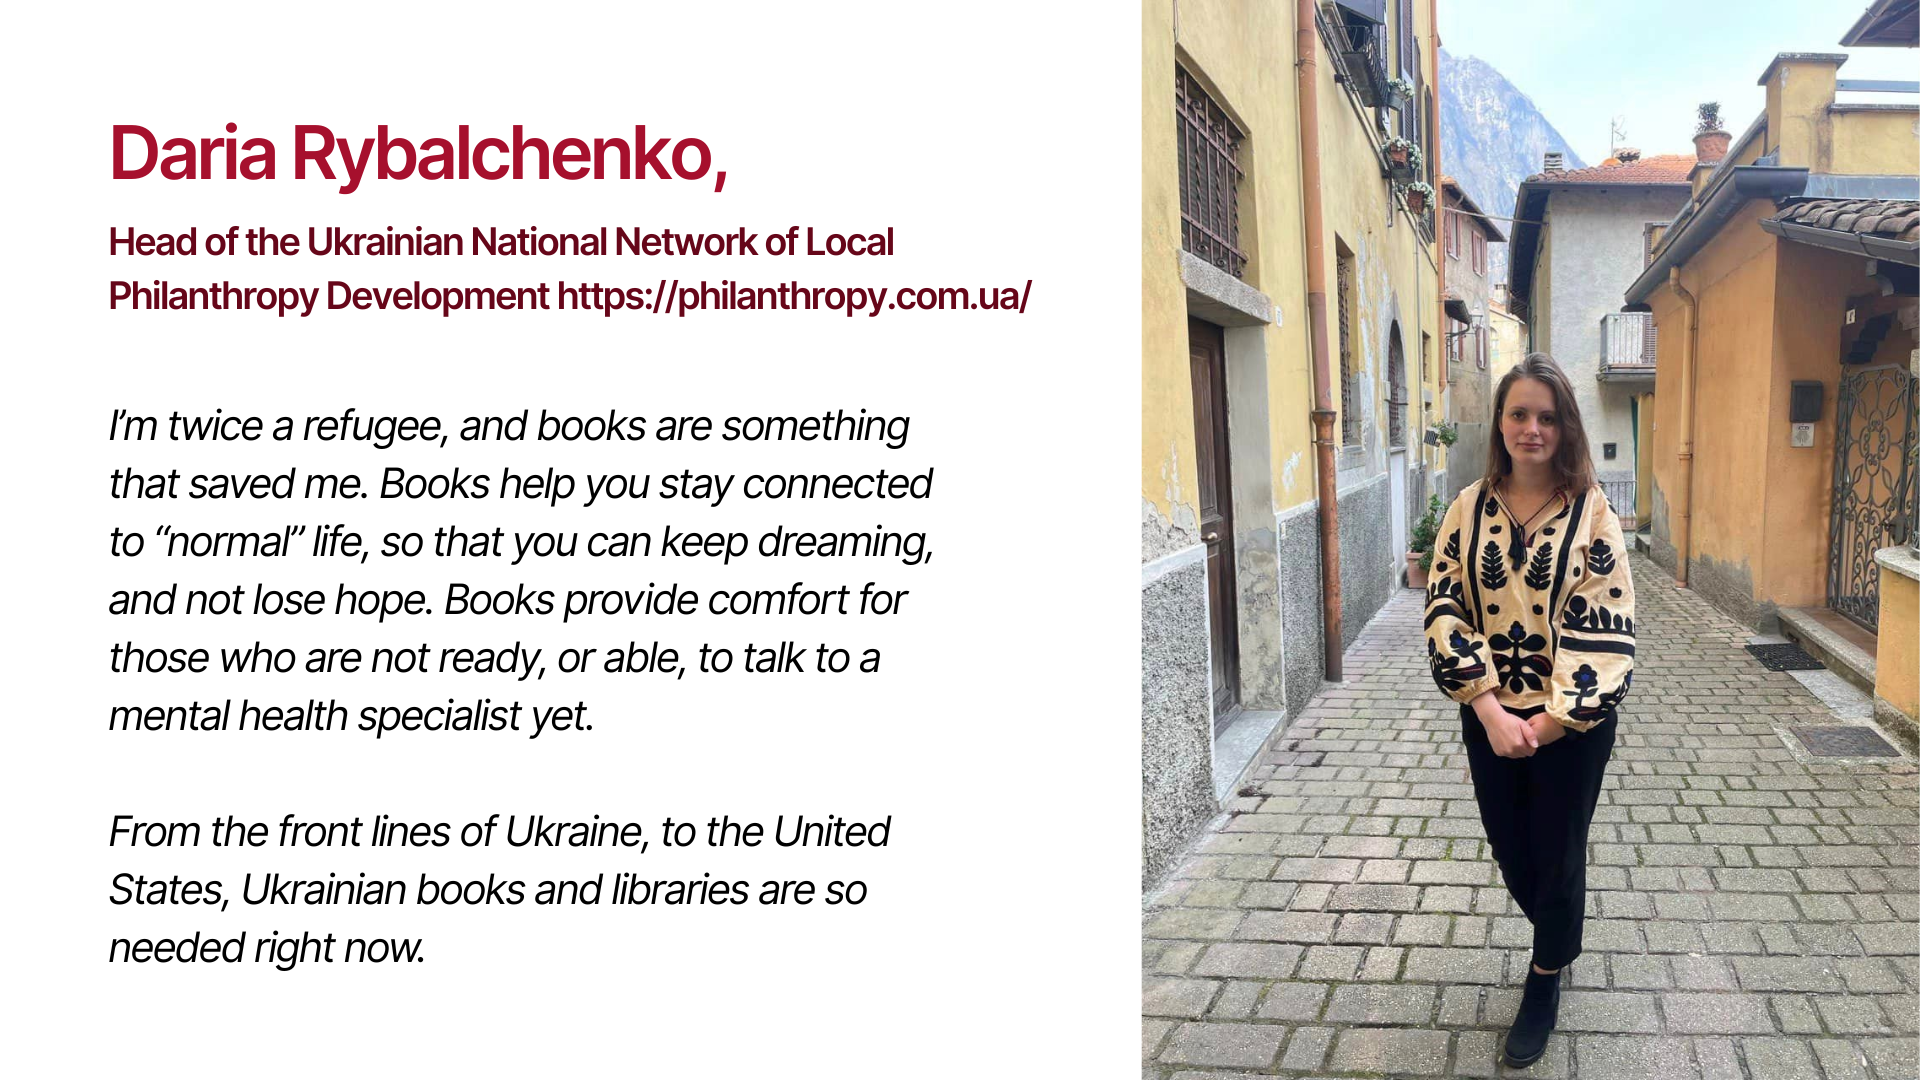 Daria Rybalchenko,
Head of the Ukrainian National Network of Local
Philanthropy Development https://philanthropy.com.ua/
I’m twice a refugee, and books are something
that saved me. Books help you stay connected
to “normal” life, so that you can keep dreaming,
and not lose hope. Books provide comfort for
those who are not ready, or able, to talk to a
mental health specialist yet.
From the front lines of Ukraine, to the United
States, Ukrainian books and libraries are so
needed right now.